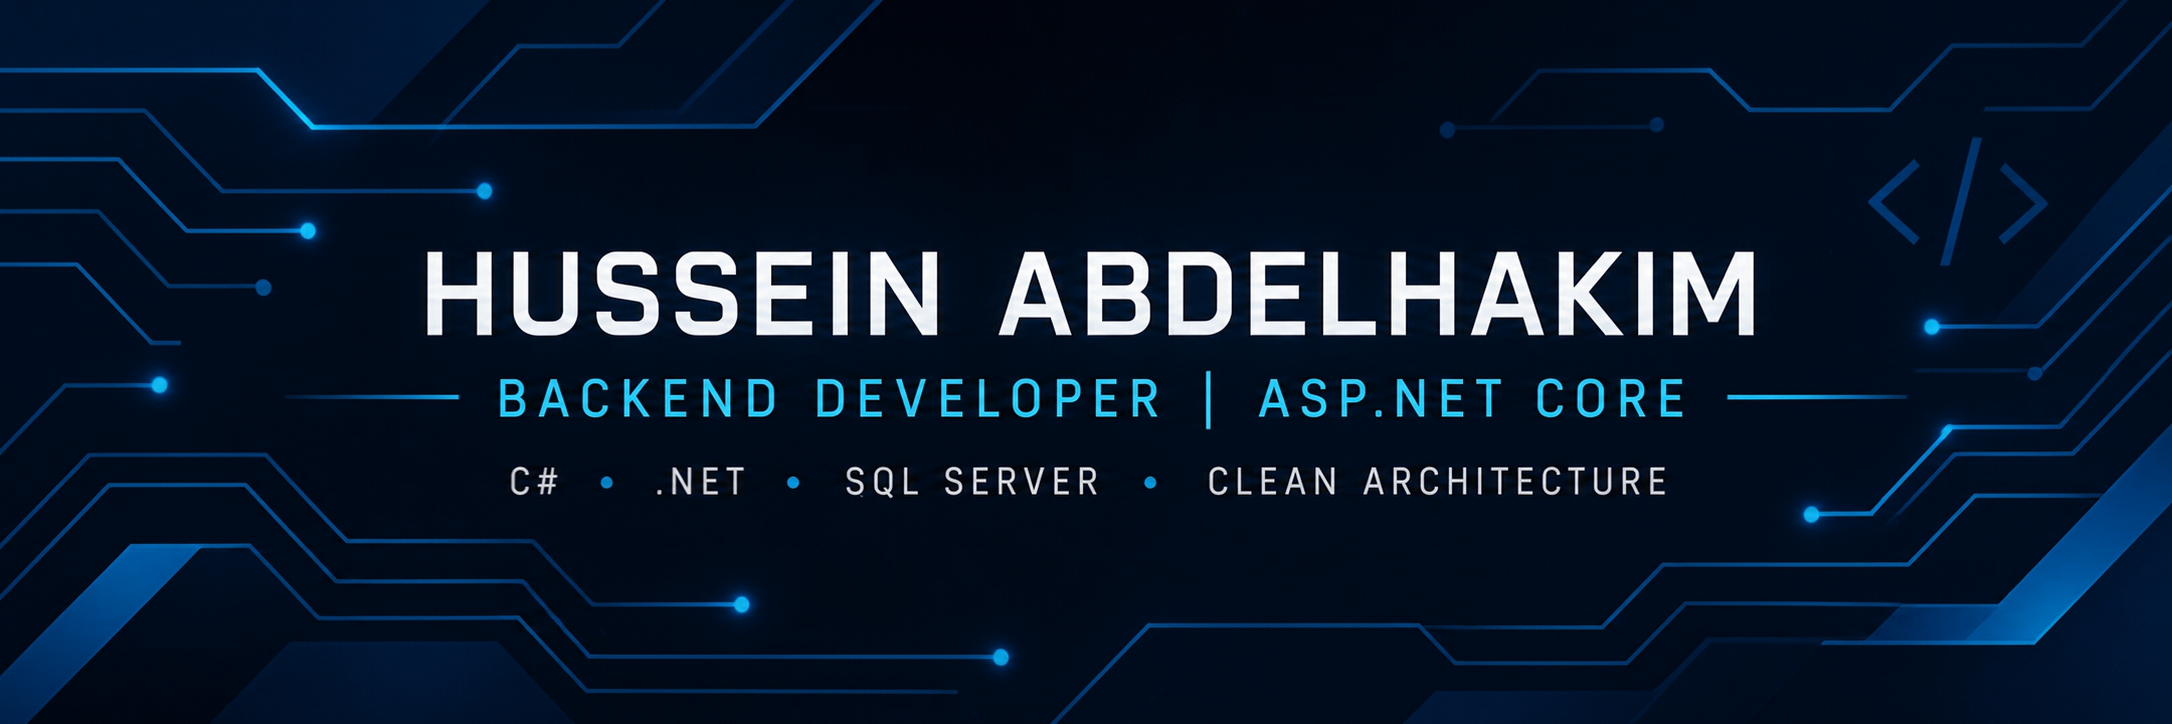 </>
HUSSEIN ABDELHAKIM
BACKEND DEVELOPER | ASP.NET CORE
C# • .NET • SQL SERVER • CLEAN ARCHITECTURE